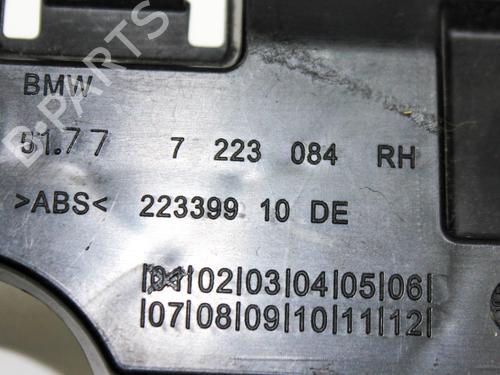 B-PARTS
BMW
51.77 7 223 084 RH
>ABS< 223399 10 DE
|01|02|03|04|05|06|
|07|08|09|10|11|12|